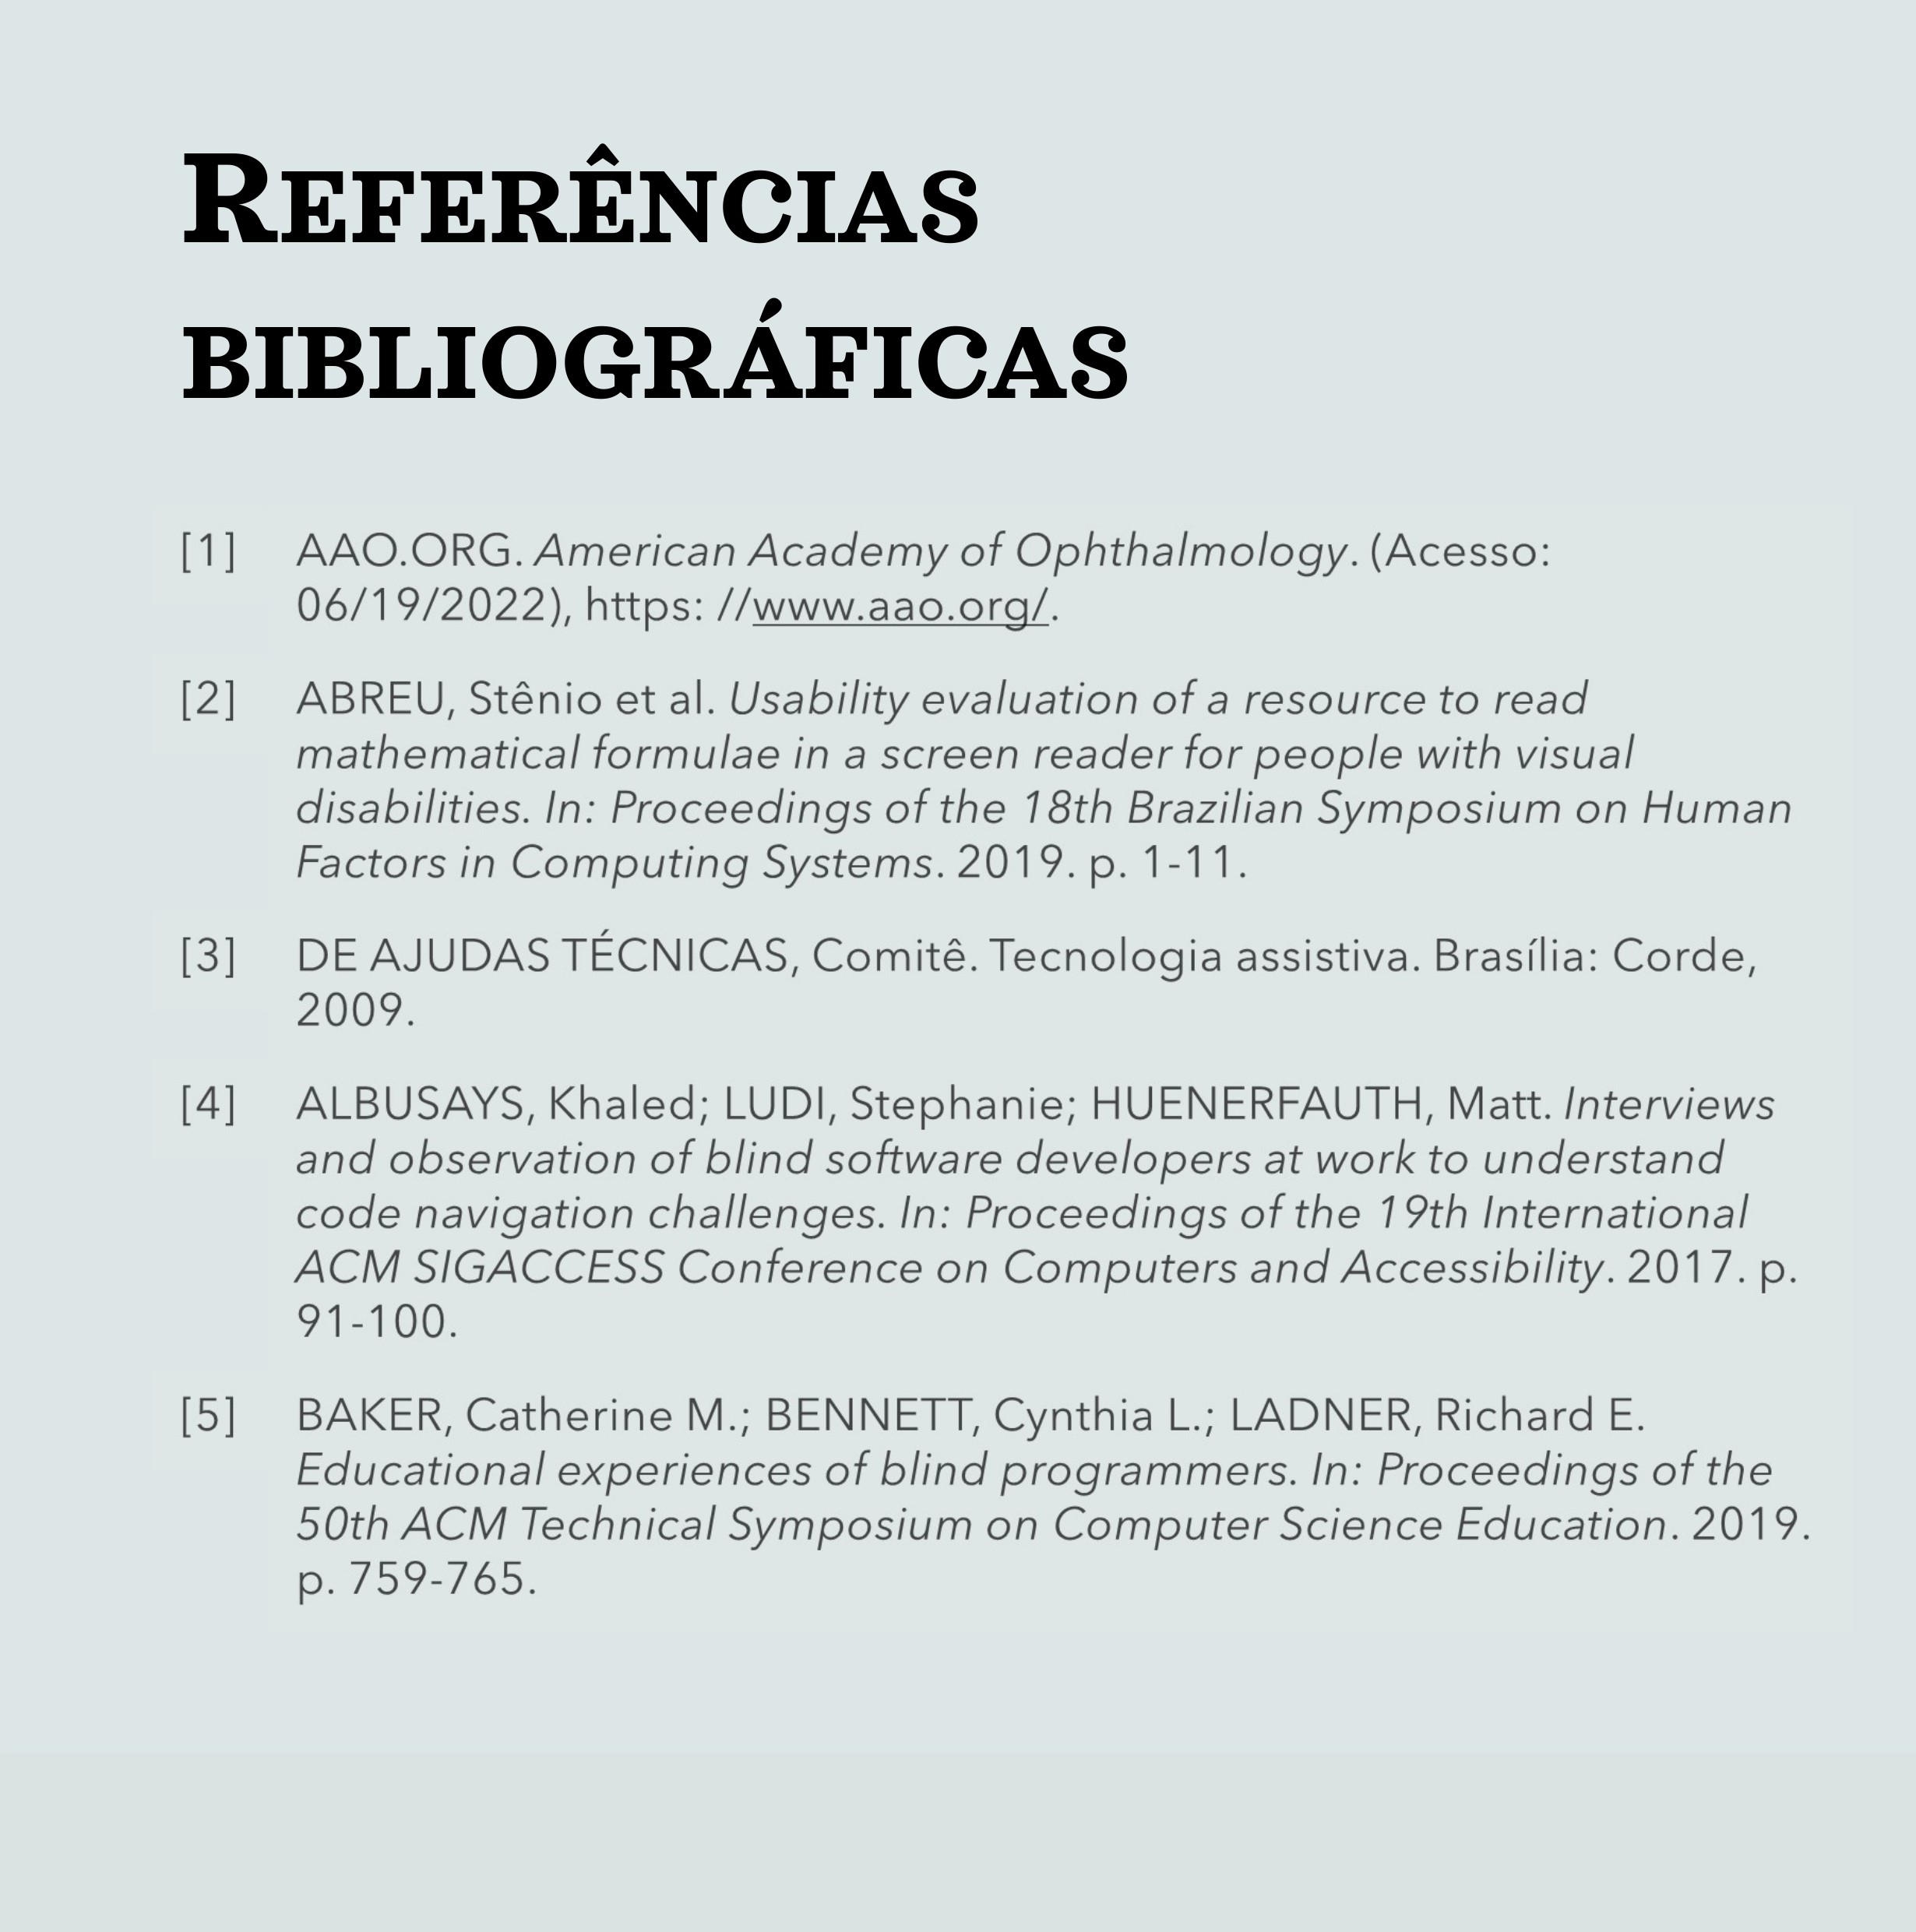 Referências
bibliográficas
[1] AAO.ORG. American Academy of Ophthalmology. (Acesso:
06/19/2022), https: //www.aao.org/.
[2] ABREU, Stênio et al. Usability evaluation of a resource to read
mathematical formulae in a screen reader for people with visual
disabilities. In: Proceedings of the 18th Brazilian Symposium on Human
Factors in Computing Systems. 2019. p. 1-11.
[3] DE AJUDAS TÉCNICAS, Comitê. Tecnologia assistiva. Brasília: Corde,
2009.
[4] ALBUSAYS, Khaled; LUDI, Stephanie; HUENERFAUTH, Matt. Interviews
and observation of blind software developers at work to understand
code navigation challenges. In: Proceedings of the 19th International
ACM SIGACCESS Conference on Computers and Accessibility. 2017. p.
91-100.
[5] BAKER, Catherine M.; BENNETT, Cynthia L.; LADNER, Richard E.
Educational experiences of blind programmers. In: Proceedings of the
50th ACM Technical Symposium on Computer Science Education. 2019.
p. 759-765.